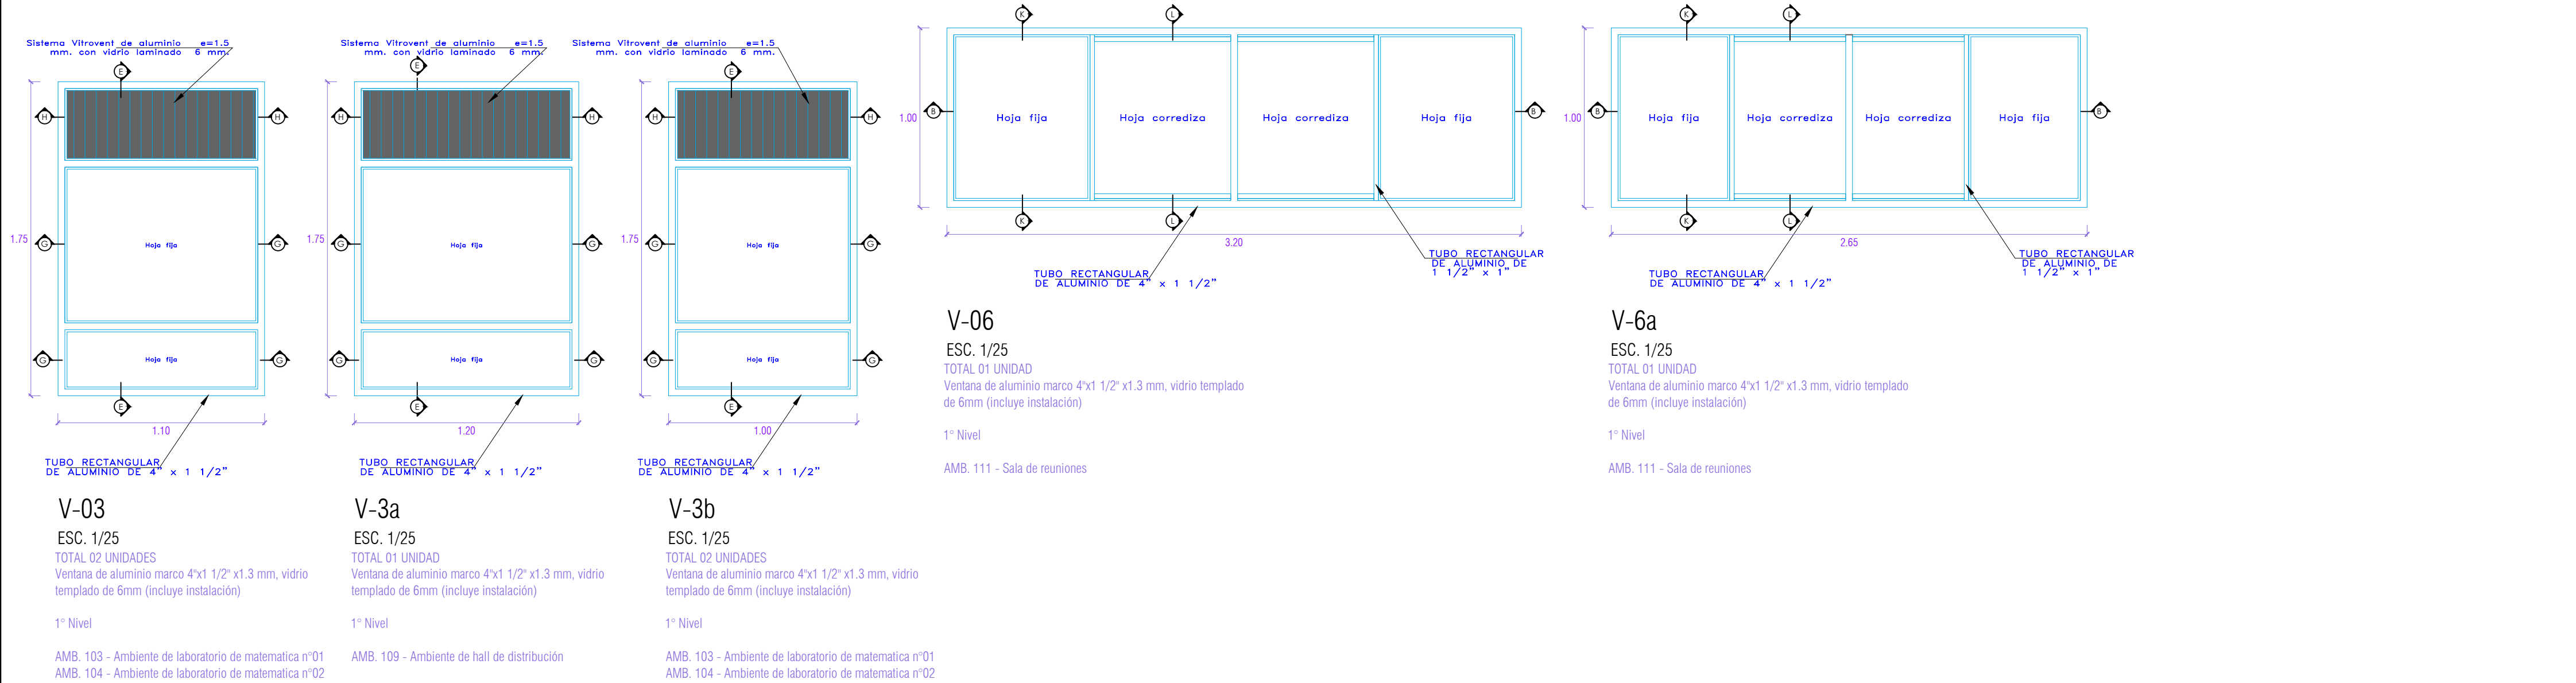 Sistema Vitrovent de aluminio e=1.5
mm. con vidrio laminado 6 mm.
E
H
H
1.75
G
Hoja fija
G
G
Hoja fija
G
E
1.10
TUBO RECTANGULAR
DE ALUMINIO DE 4" x 1 1/2"
V-03
ESC. 1/25
TOTAL 02 UNIDADES
Ventana de aluminio marco 4"x1 1/2" x1.3 mm, vidrio
templado de 6mm (incluye instalación)
1° Nivel
AMB. 103 - Ambiente de laboratorio de matematica n°01
AMB. 104 - Ambiente de laboratorio de matematica n°02
Sistema Vitrovent de aluminio e=1.5
mm. con vidrio laminado 6 mm.
E
H
H
1.75
G
Hoja fija
G
G
Hoja fija
G
E
1.20
TUBO RECTANGULAR
DE ALUMINIO DE 4" x 1 1/2"
V-3a
ESC. 1/25
TOTAL 01 UNIDAD
Ventana de aluminio marco 4"x1 1/2" x1.3 mm, vidrio
templado de 6mm (incluye instalación)
1° Nivel
AMB. 109 - Ambiente de hall de distribución
Sistema Vitrovent de aluminio e=1.5
mm. con vidrio laminado 6 mm.
E
H
H
1.75
G
Hoja fija
G
G
Hoja fija
G
E
1.00
TUBO RECTANGULAR
DE ALUMINIO DE 4" x 1 1/2"
V-3b
ESC. 1/25
TOTAL 02 UNIDADES
Ventana de aluminio marco 4"x1 1/2" x1.3 mm, vidrio
templado de 6mm (incluye instalación)
1° Nivel
AMB. 103 - Ambiente de laboratorio de matematica n°01
AMB. 104 - Ambiente de laboratorio de matematica n°02
K
L
1.00
B
Hoja fija
Hoja corrediza
Hoja corrediza
Hoja fija
B
K
L
3.20
TUBO RECTANGULAR
DE ALUMINIO DE
1 1/2" x 1"
TUBO RECTANGULAR
DE ALUMINIO DE 4" x 1 1/2"
V-06
ESC. 1/25
TOTAL 01 UNIDAD
Ventana de aluminio marco 4"x1 1/2" x1.3 mm, vidrio templado
de 6mm (incluye instalación)
1° Nivel
AMB. 111 - Sala de reuniones
K
L
1.00
B
Hoja fija
Hoja corrediza
Hoja corrediza
Hoja fija
B
K
L
2.65
TUBO RECTANGULAR
DE ALUMINIO DE
1 1/2" x 1"
TUBO RECTANGULAR
DE ALUMINIO DE 4" x 1 1/2"
V-6a
ESC. 1/25
TOTAL 01 UNIDAD
Ventana de aluminio marco 4"x1 1/2" x1.3 mm, vidrio templado
de 6mm (incluye instalación)
1° Nivel
AMB. 111 - Sala de reuniones